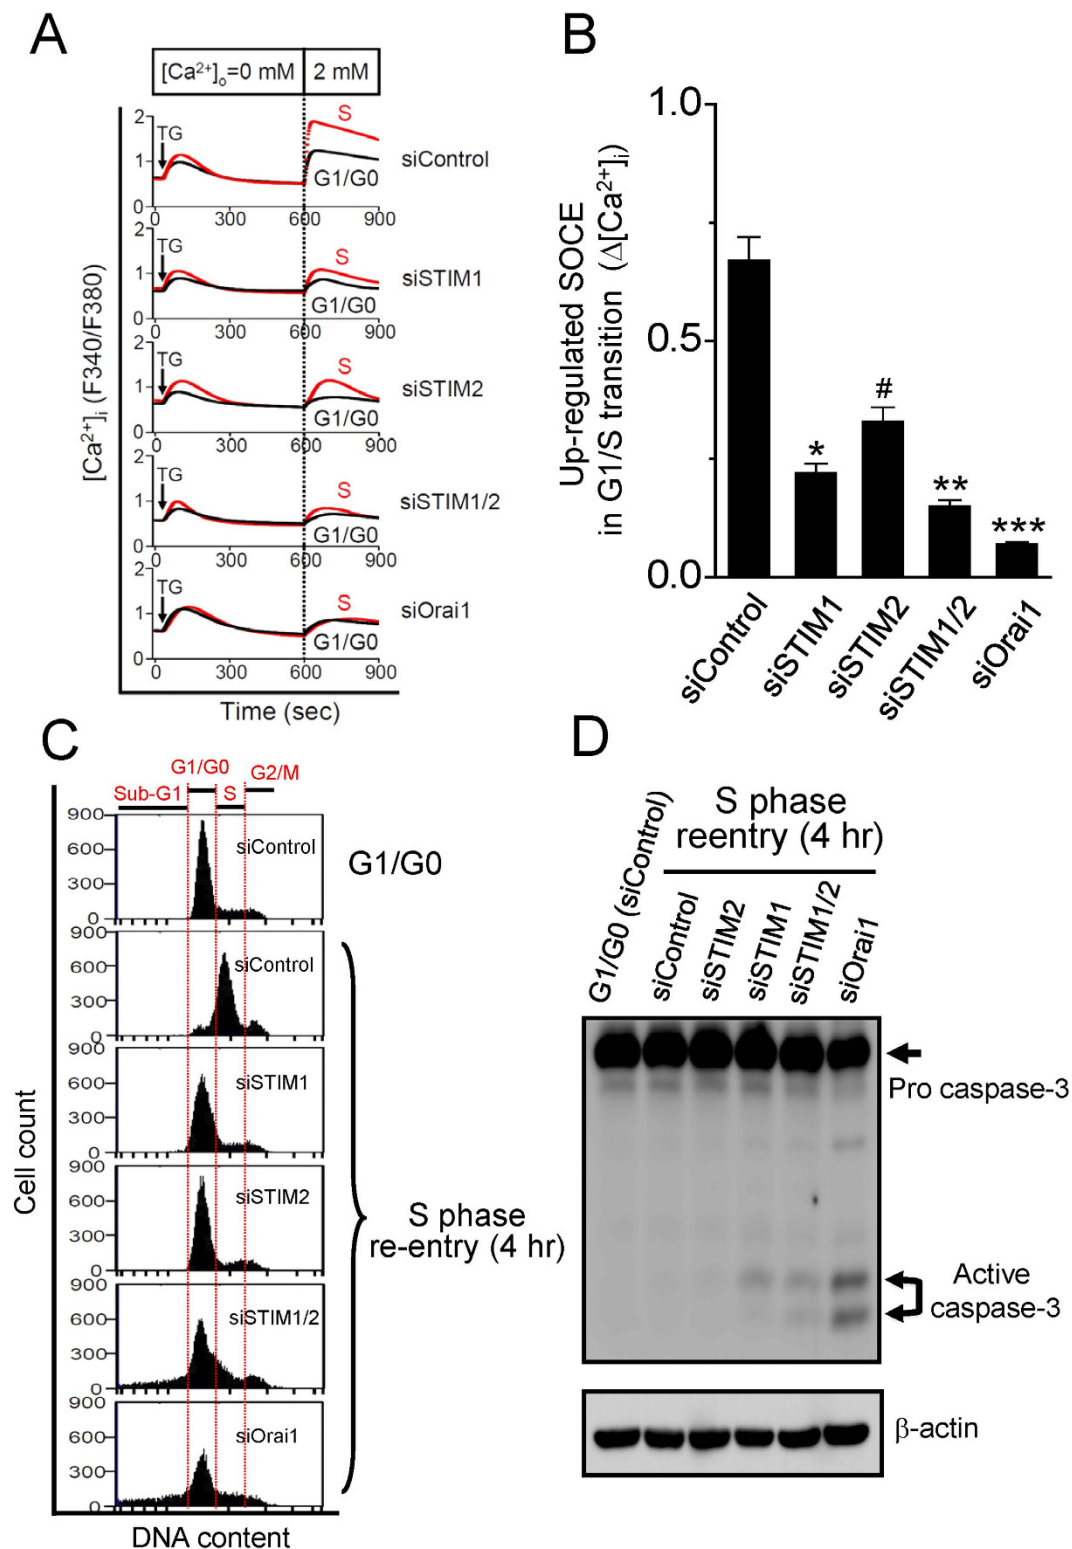 A
[Ca²⁺]ₒ=0 mM 2 mM
[Ca²⁺]ᵢ (F340/F380)
2
1
0
TG
S
G1/G0
siControl
0 300 600 900
2
1
0
TG
S
G1/G0
siSTIM1
0 300 600 900
2
1
0
TG
S
G1/G0
siSTIM2
0 300 600 900
2
1
0
TG
S
G1/G0
siSTIM1/2
0 300 600 900
2
1
0
TG
S
G1/G0
siOrai1
0 300 600 900
Time (sec)
B
Up-regulated SOCE
in G1/S transition (Δ[Ca²⁺]ᵢ)
1.0
0.5
0.0
*
#
**
***
siControl
siSTIM1
siSTIM2
siSTIM1/2
siOrai1
C
Sub-G1 G1/G0 S G2/M
Cell count
900
600
300
0
siControl
G1/G0
900
600
300
0
siControl
900
600
300
0
siSTIM1
900
600
300
0
siSTIM2
900
600
300
0
siSTIM1/2
900
600
300
0
siOrai1
S phase
re-entry (4 hr)
DNA content
D
S phase
reentry (4 hr)
G1/G0 (siControl)
siControl
siSTIM2
siSTIM1
siSTIM1/2
siOrai1
Pro caspase-3
Active
caspase-3
β-actin